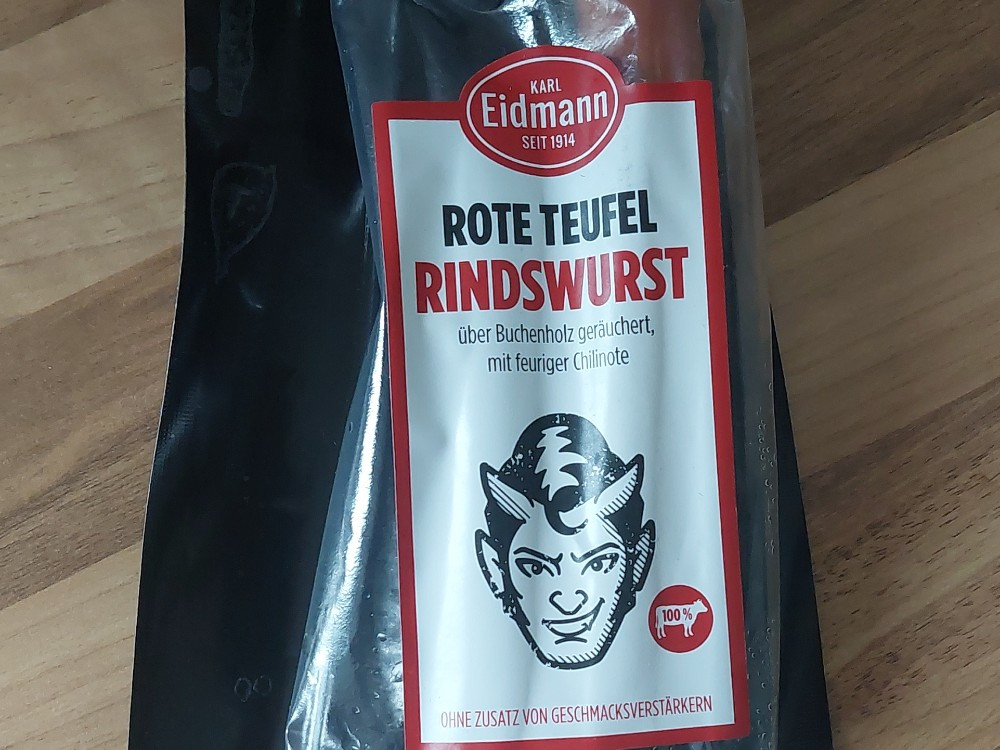 KARL
Eidmann
SEIT 1914
ROTE TEUFEL
RINDSWURST
über Buchenholz geräuchert,
mit feuriger Chilinote
100 %
OHNE ZUSATZ VON GESCHMACKSVERSTÄRKERN